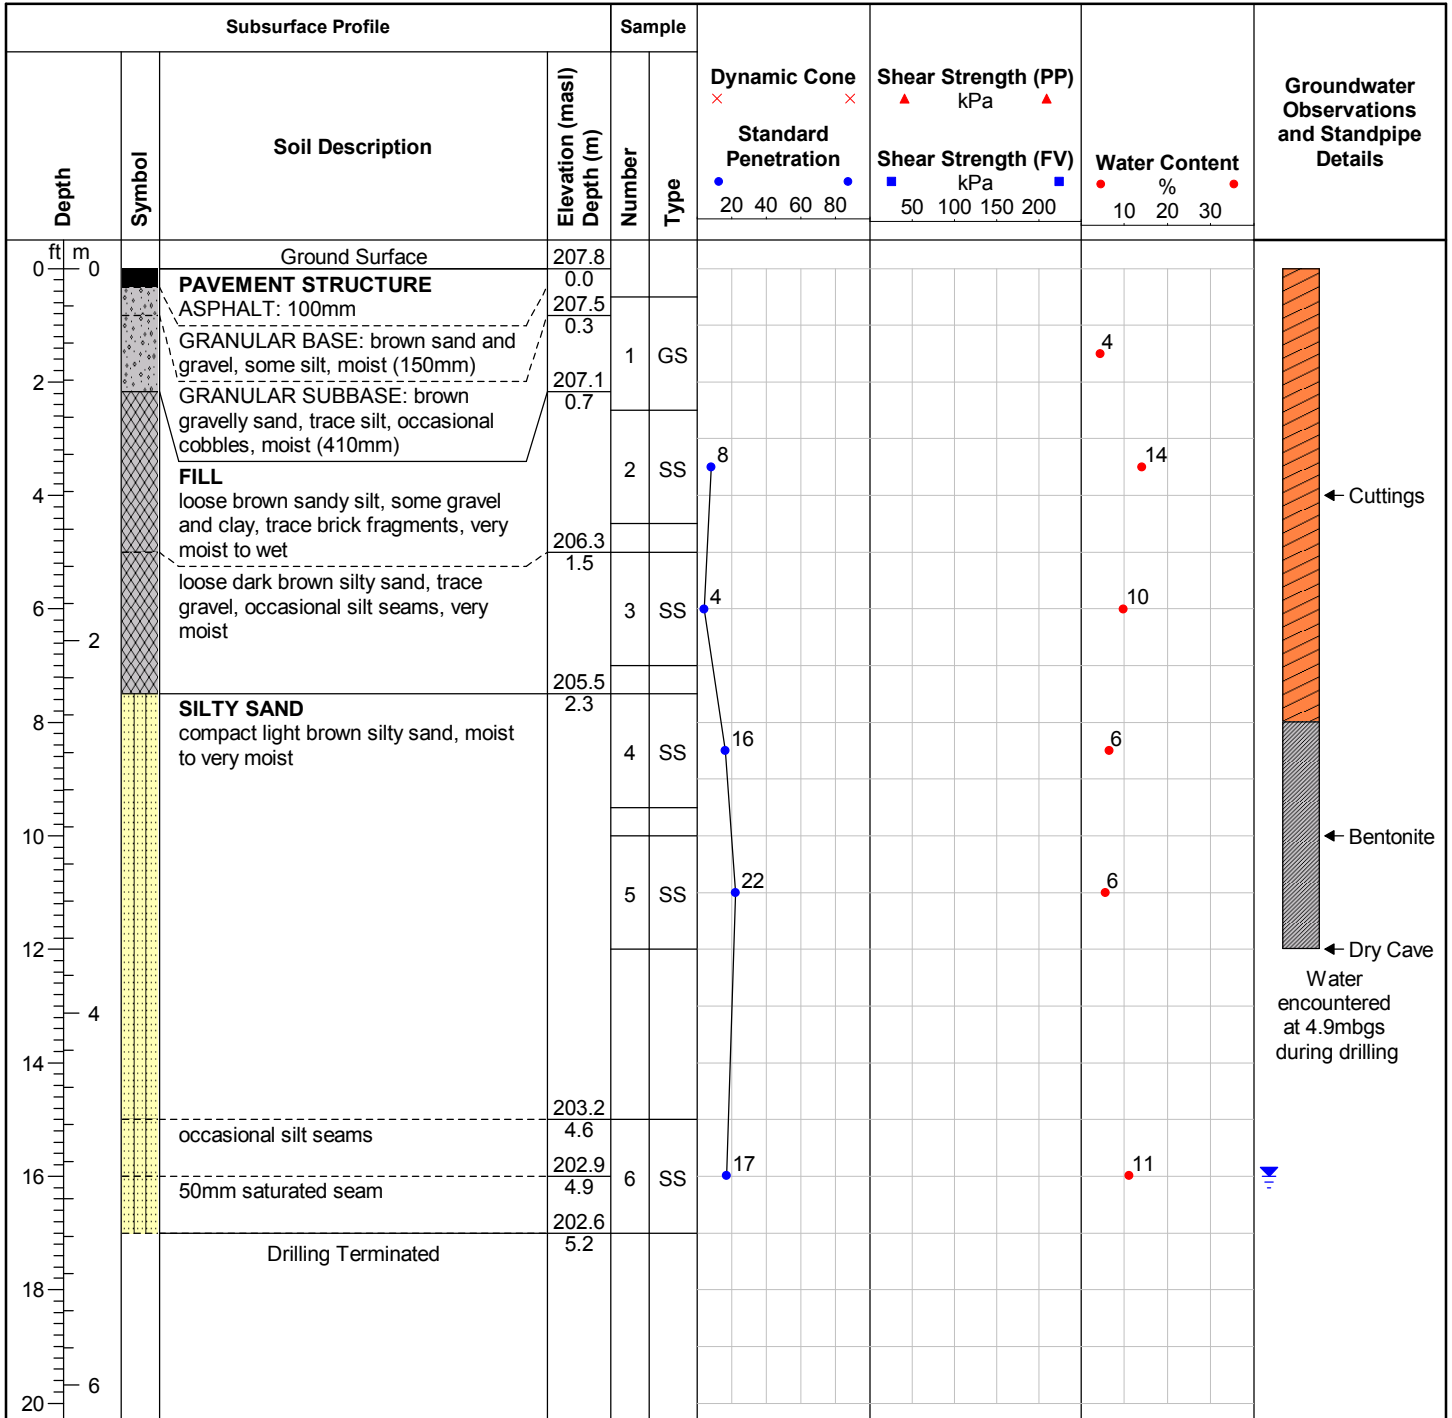 Subsurface Profile
Sample
Depth
Symbol
Soil Description
Elevation (masl)
Depth (m)
Number
Type
Dynamic Cone
Standard
Penetration
20 40 60 80
Shear Strength (PP)
kPa
Shear Strength (FV)
kPa
50 100 150 200
Water Content
%
10 20 30
Groundwater
Observations
and Standpipe
Details
ft m
0 0
2
4
6
2
8
10
12
4
14
16
18
6
20
Ground Surface
207.8
0.0
PAVEMENT STRUCTURE
ASPHALT: 100mm
207.5
0.3
GRANULAR BASE: brown sand and
gravel, some silt, moist (150mm)
207.1
0.7
GRANULAR SUBBASE: brown
gravelly sand, trace silt, occasional
cobbles, moist (410mm)
FILL
loose brown sandy silt, some gravel
and clay, trace brick fragments, very
moist to wet
206.3
1.5
loose dark brown silty sand, trace
gravel, occasional silt seams, very
moist
205.5
2.3
SILTY SAND
compact light brown silty sand, moist
to very moist
203.2
4.6
occasional silt seams
202.9
4.9
50mm saturated seam
202.6
5.2
Drilling Terminated
1 GS
2 SS
3 SS
4 SS
5 SS
6 SS
8
4
16
22
17
4
14
10
6
6
11
Cuttings
Bentonite
Dry Cave
Water
encountered
at 4.9mbgs
during drilling